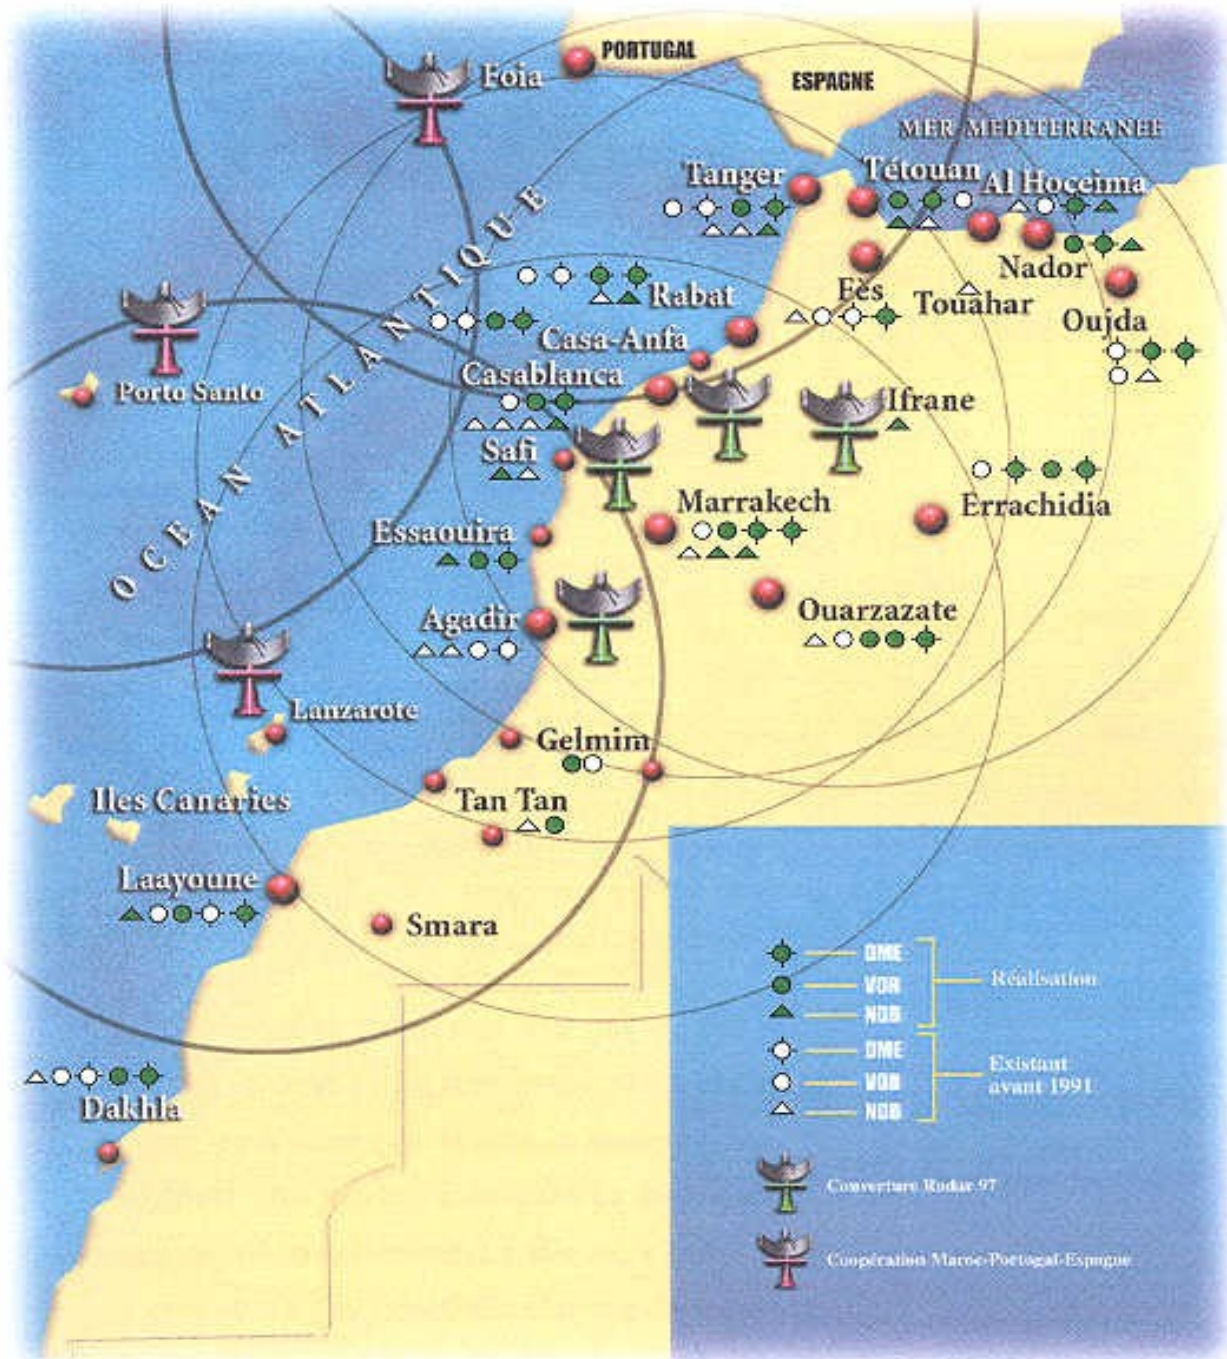 PORTUGAL
Foia
ESPAGNE
MER MEDITERRANEE
Tanger
Tétouan
Al Hoceima
OCEAN ATLANTIQUE
Nador
Rabat
Fès
Touahar
Oujda
Casa-Anfa
Porto Santo
Casablanca
Ifrane
Safi
Marrakech
Errachidia
Essaouira
Ouarzazate
Agadir
Lanzarote
Gelmim
Iles Canaries
Tan Tan
Laayoune
Smara
DME
VOR
Réalisation
NDB
DME
Existant
VOR
avant 1991
NDB
Dakhla
Couverture Radar 97
Coopération Maroc-Portugal-Espagne